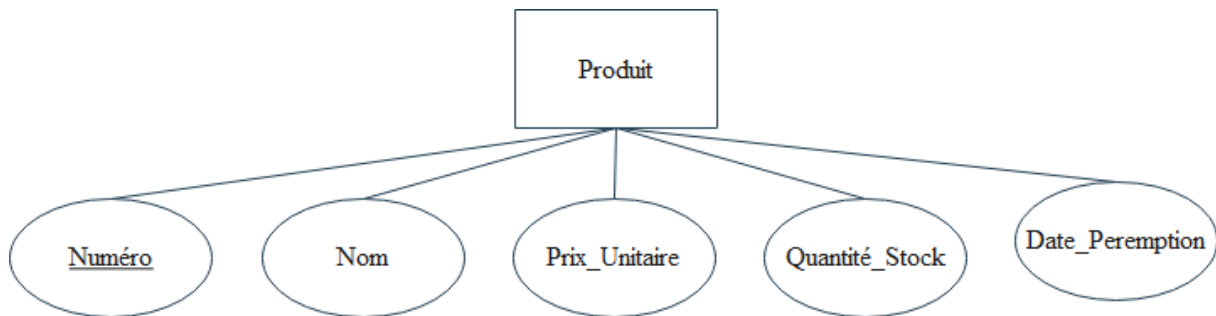 Produit
Numéro
Nom
Prix_Unitaire
Quantité_Stock
Date_Peremption